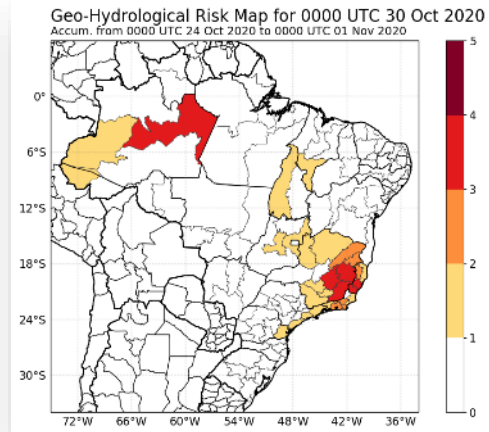 Geo-Hydrological Risk Map for 0000 UTC 30 Oct 2020
Accum. from 0000 UTC 24 Oct 2020 to 0000 UTC 01 Nov 2020
5
0°
4
6°S
12°S
3
18°S
2
24°S
1
30°S
0
72°W 66°W 60°W 54°W 48°W 42°W 36°W